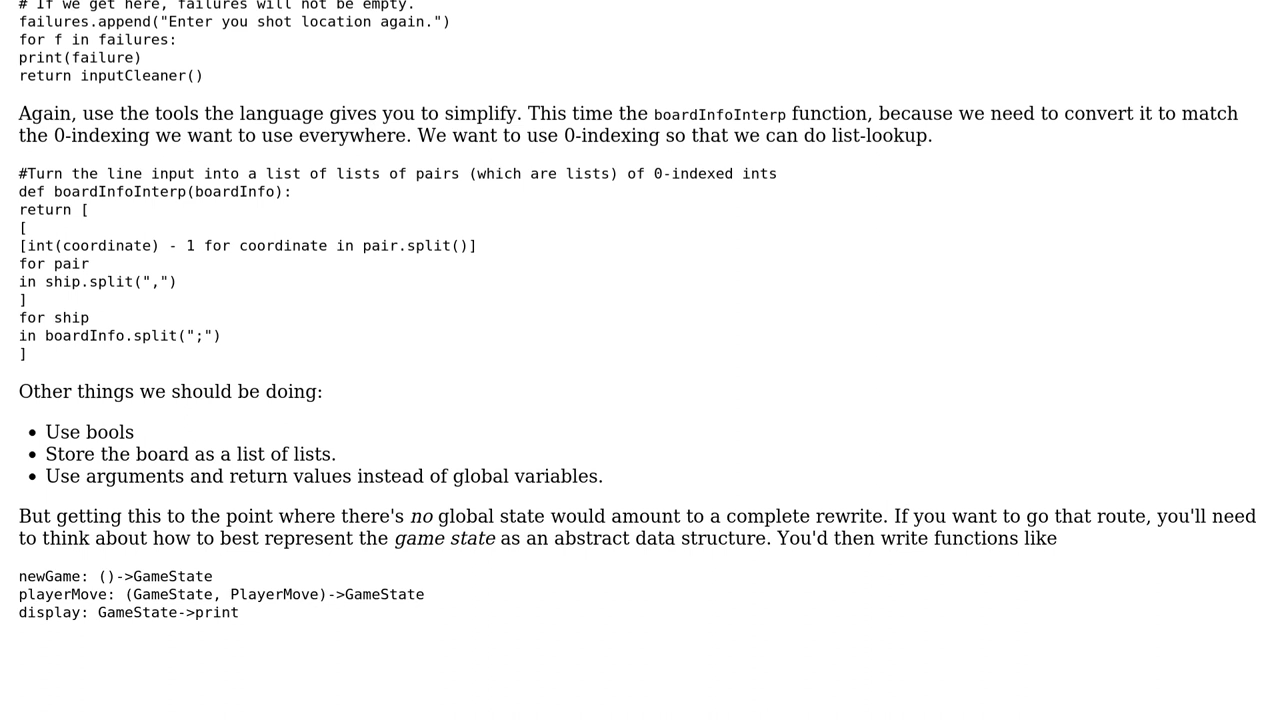 # If we get here, failures will not be empty.
failures.append("Enter you shot location again.")
for f in failures:
print(failure)
return inputCleaner()
Again, use the tools the language gives you to simplify. This time the boardInfoInterp function, because we need to convert it to match
the 0-indexing we want to use everywhere. We want to use 0-indexing so that we can do list-lookup.
#Turn the line input into a list of lists of pairs (which are lists) of 0-indexed ints
def boardInfoInterp(boardInfo):
return [
[
[int(coordinate) - 1 for coordinate in pair.split()]
for pair
in ship.split(",")
]
for ship
in boardInfo.split(";")
]
Other things we should be doing:
• Use bools
• Store the board as a list of lists.
• Use arguments and return values instead of global variables.
But getting this to the point where there's no global state would amount to a complete rewrite. If you want to go that route, you'll need
to think about how to best represent the game state as an abstract data structure. You'd then write functions like
newGame: ()->GameState
playerMove: (GameState, PlayerMove)->GameState
display: GameState->print